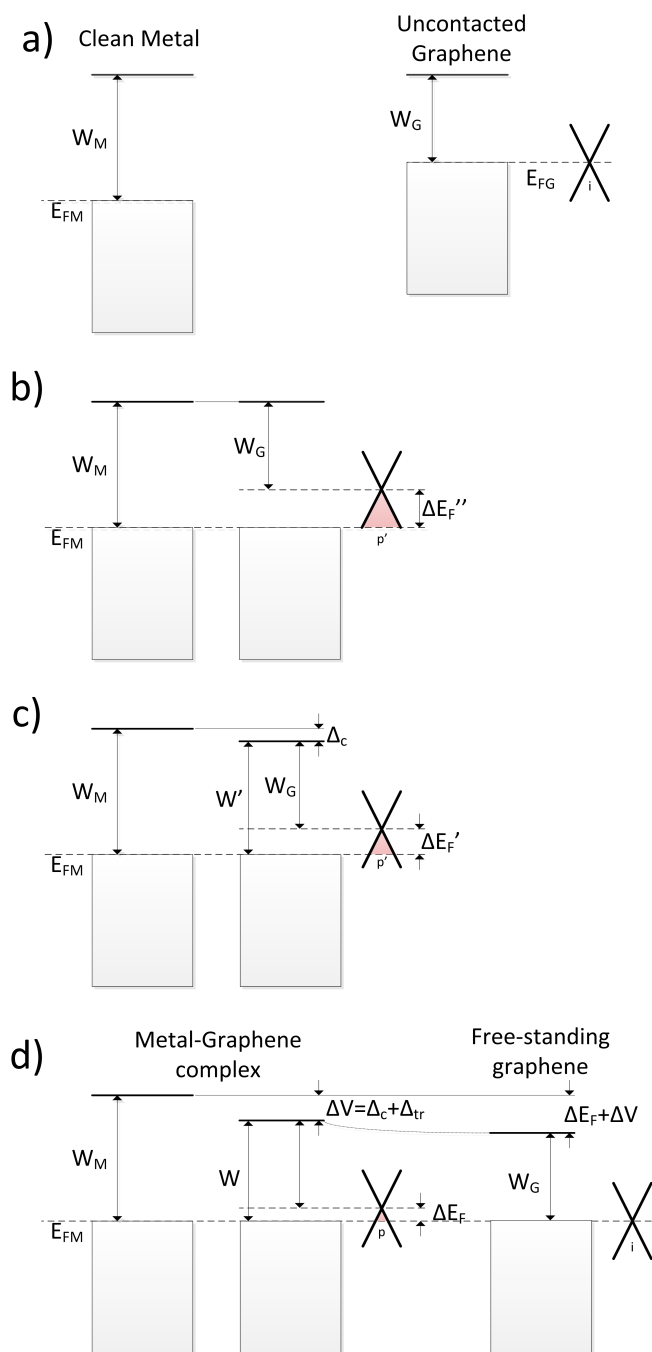 a)
Clean Metal
Uncontacted
Graphene
W_M
W_G
E_FM
E_FG
i
b)
W_M
W_G
ΔE_F’’
E_FM
p’
c)
Δ_c
W_M
W’
W_G
ΔE_F’
E_FM
p’
d)
Metal-Graphene
complex
Free-standing
graphene
ΔV=Δ_c+Δ_tr
ΔE_F+ΔV
W_M
W
W_G
ΔE_F
E_FM
p
i